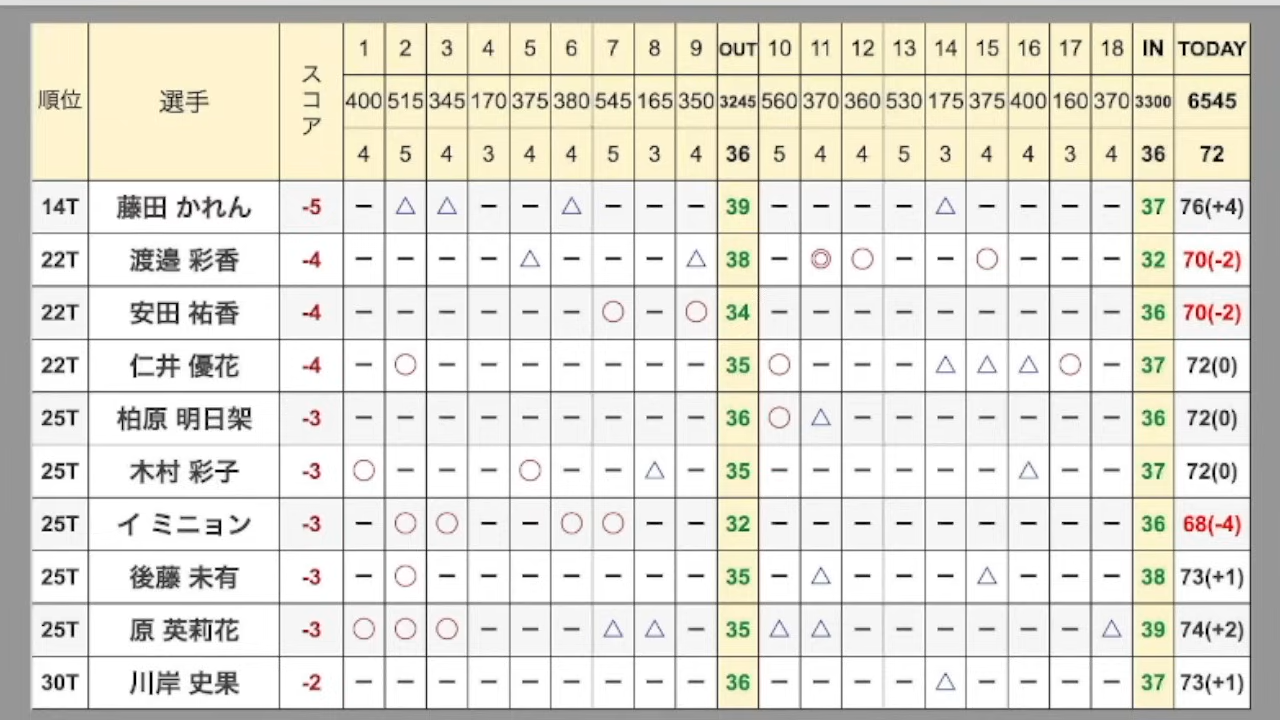 順位 選手 スコア 1 2 3 4 5 6 7 8 9 OUT 10 11 12 13 14 15 16 17 18 IN TODAY
400 515 345 170 375 380 545 165 350 3245 560 370 360 530 175 375 400 160 370 3300 6545
4 5 4 3 4 4 5 3 4 36 5 4 4 5 3 4 4 3 4 36 72
14T 藤田 かれん -5 − △ △ − − △ − − − 39 − − − − △ − − − − 37 76(+4)
22T 渡邉 彩香 -4 − − − − △ − − − △ 38 − ◎ ○ − − ○ − − − 32 70(-2)
22T 安田 祐香 -4 − − − − − − ○ − ○ 34 − − − − − − − − − 36 70(-2)
22T 仁井 優花 -4 − ○ − − − − − − − 35 ○ − − − △ △ △ ○ − 37 72(0)
25T 柏原 明日架 -3 − − − − − − − − − 36 ○ △ − − − − − − − 36 72(0)
25T 木村 彩子 -3 ○ − − − ○ − − △ − 35 − − − − − − △ − − 37 72(0)
25T イ ミニョン -3 − ○ ○ − − ○ ○ − − 32 − − − − − − − − − 36 68(-4)
25T 後藤 未有 -3 − ○ − − − − − − − 35 − △ − − − △ − − − 38 73(+1)
25T 原 英莉花 -3 ○ ○ ○ − − − △ △ − 35 △ △ − − − − − − △ 39 74(+2)
30T 川岸 史果 -2 − − − − − − − − − 36 − − − − △ − − − − 37 73(+1)